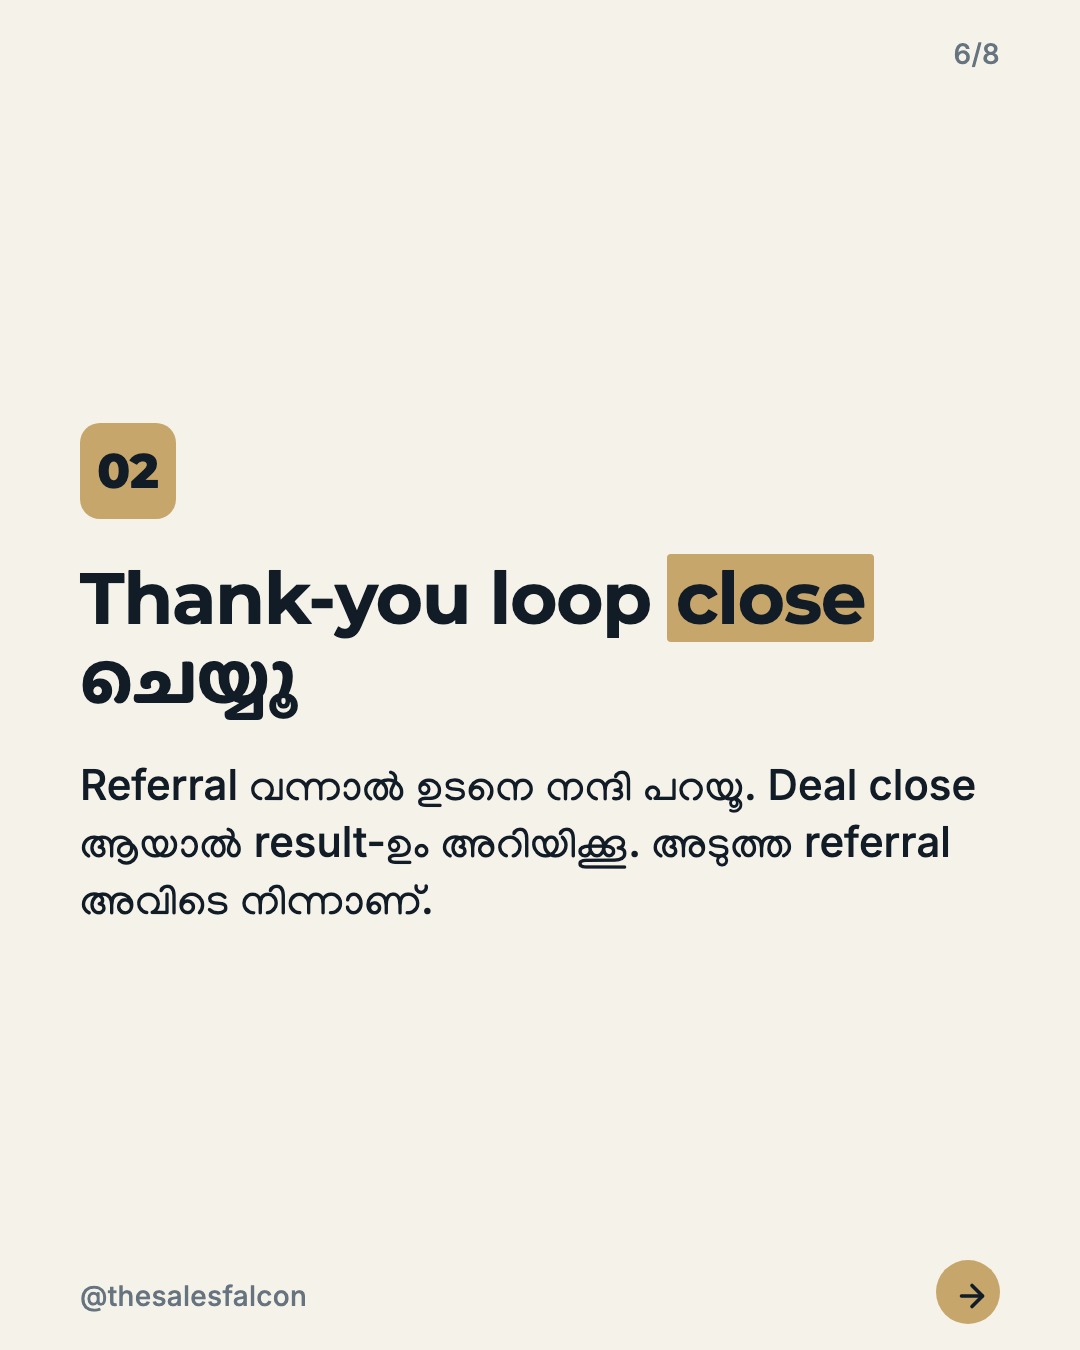 6/8
02
Thank-you loop close
ചെയ്യൂ
Referral വന്നാൽ ഉടനെ നന്ദി പറയൂ. Deal close
ആയാൽ result-ഉം അറിയിക്കൂ. അടുത്ത referral
അവിടെ നിന്നാണ്.
@thesalesfalcon